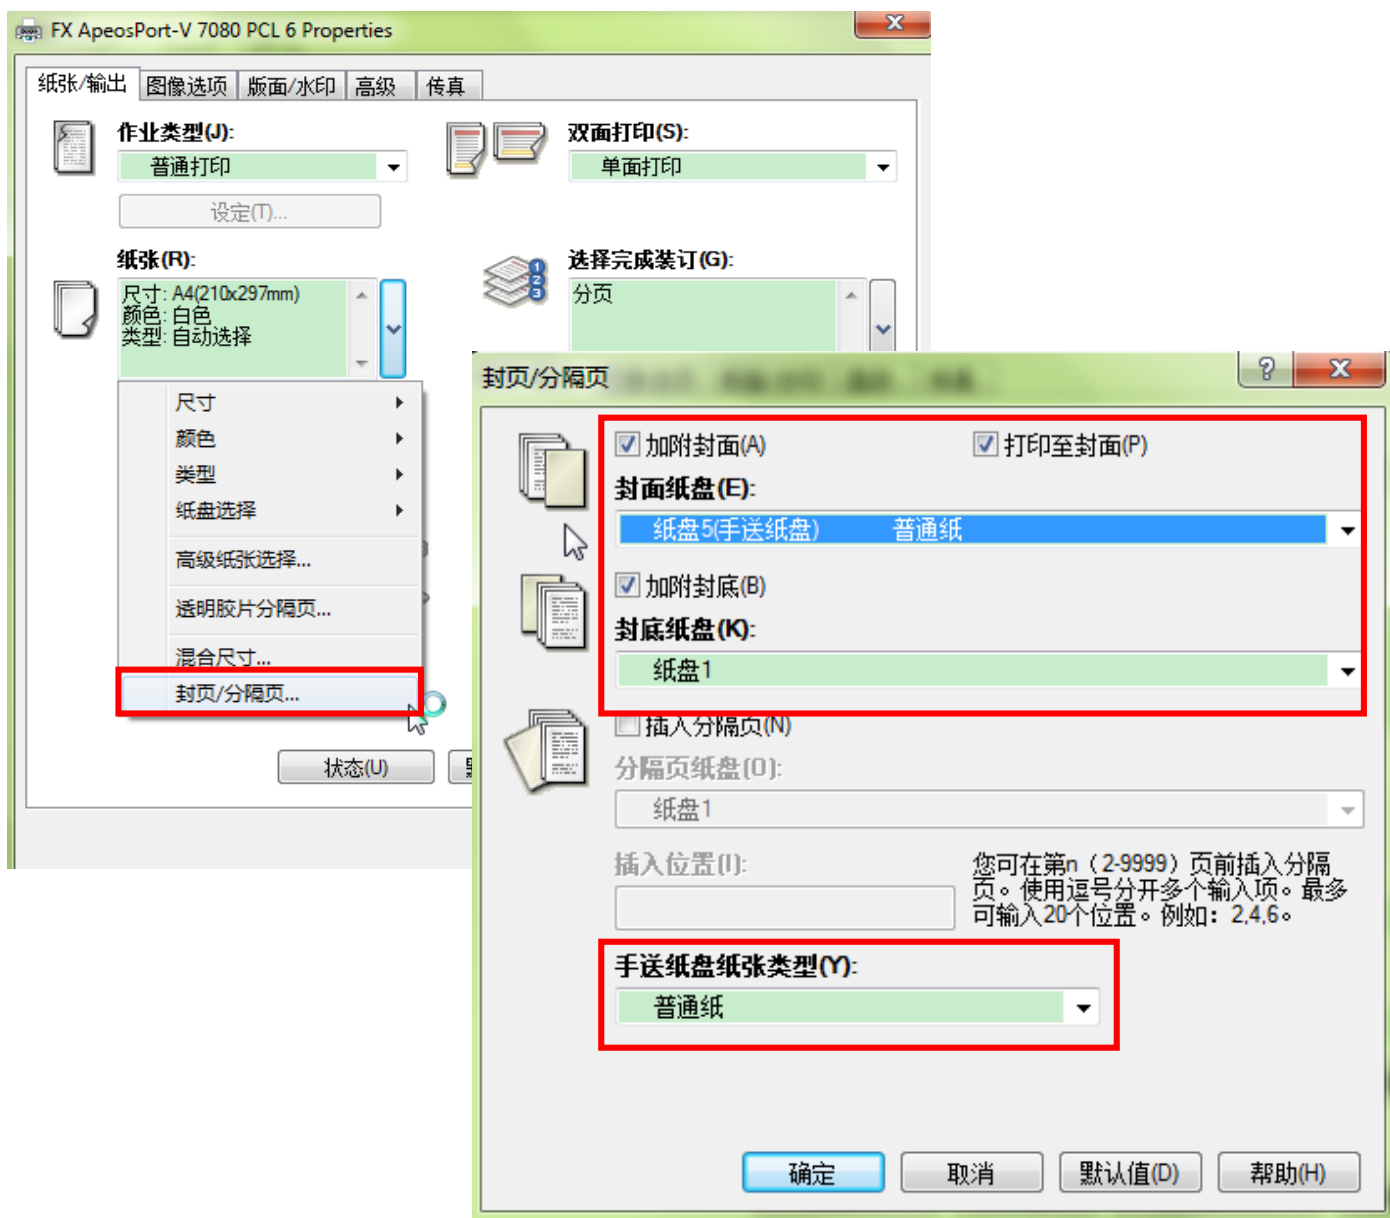 FX ApeosPort-V 7080 PCL 6 Properties
纸张/输出 图像选项 版面/水印 高级 传真
作业类型(J):
普通打印
设定(T)...
双面打印(S):
单面打印
纸张(R):
尺寸: A4(210x297mm)
颜色: 白色
类型: 自动选择
选择完成装订(G):
分页
1
2
3
尺寸
颜色
类型
纸盘选择
高级纸张选择...
透明胶片分隔页...
混合尺寸...
封页/分隔页...
状态(U)
封页/分隔页
加附封面(A) 打印至封面(P)
封面纸盘(E):
纸盘5(手送纸盘) 普通纸
加附封底(B)
封底纸盘(K):
纸盘1
插入分隔页(N)
分隔页纸盘(O):
纸盘1
插入位置(I):
您可在第n（2-9999）页前插入分隔
页。使用逗号分开多个输入项。最多
可输入20个位置。例如：2,4,6。
手送纸盘纸张类型(Y):
普通纸
确定 取消 默认值(D) 帮助(H)